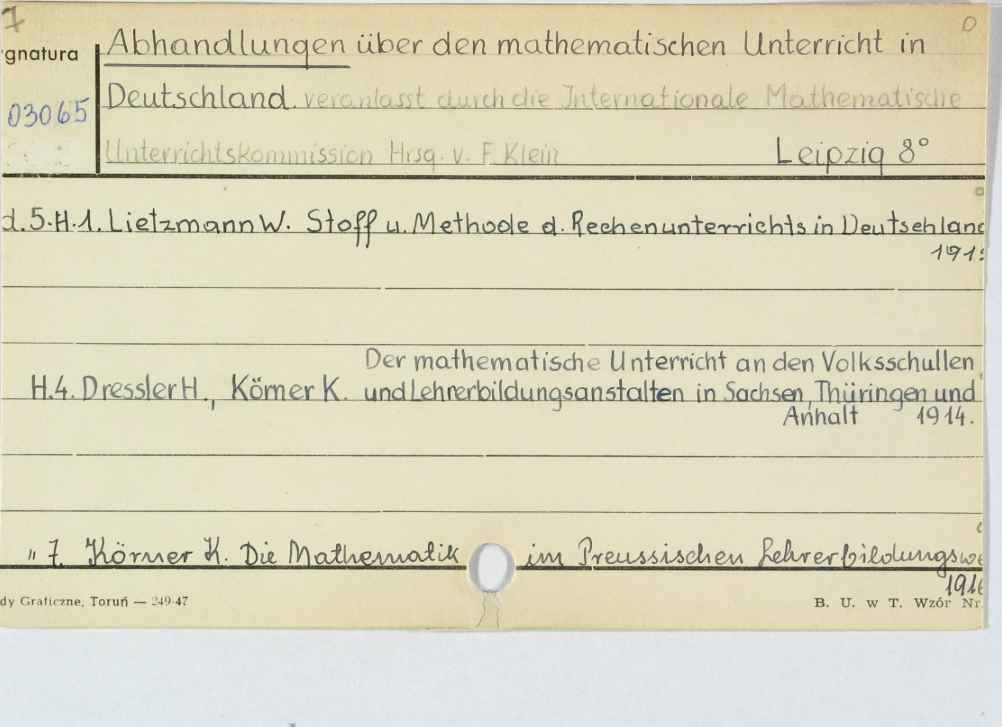 7
gnatura
Abhandlungen über den mathematischen Unterricht in
03065
Deutschland. veranlasst durch die Internationale Mathematische
Unterrichtskommission Hrsg. v. F. Klein Leipzig 8°
d.5.H.1. Lietzmann W. Stoff u. Methode d. Rechenunterrichts in Deutschland
Der mathematische Unterricht an den Volksschullen
H.4. Dressler H., Körner K. und Lehrerbildungsanstalten in Sachsen, Thüringen und
Anhalt 1914.
" 7. Körner K. Die Mathematik im Preussischen Lehrerbildungswe
1916
dy Graficzne, Toruń — 249-47 B. U. w T. Wzór Nr.